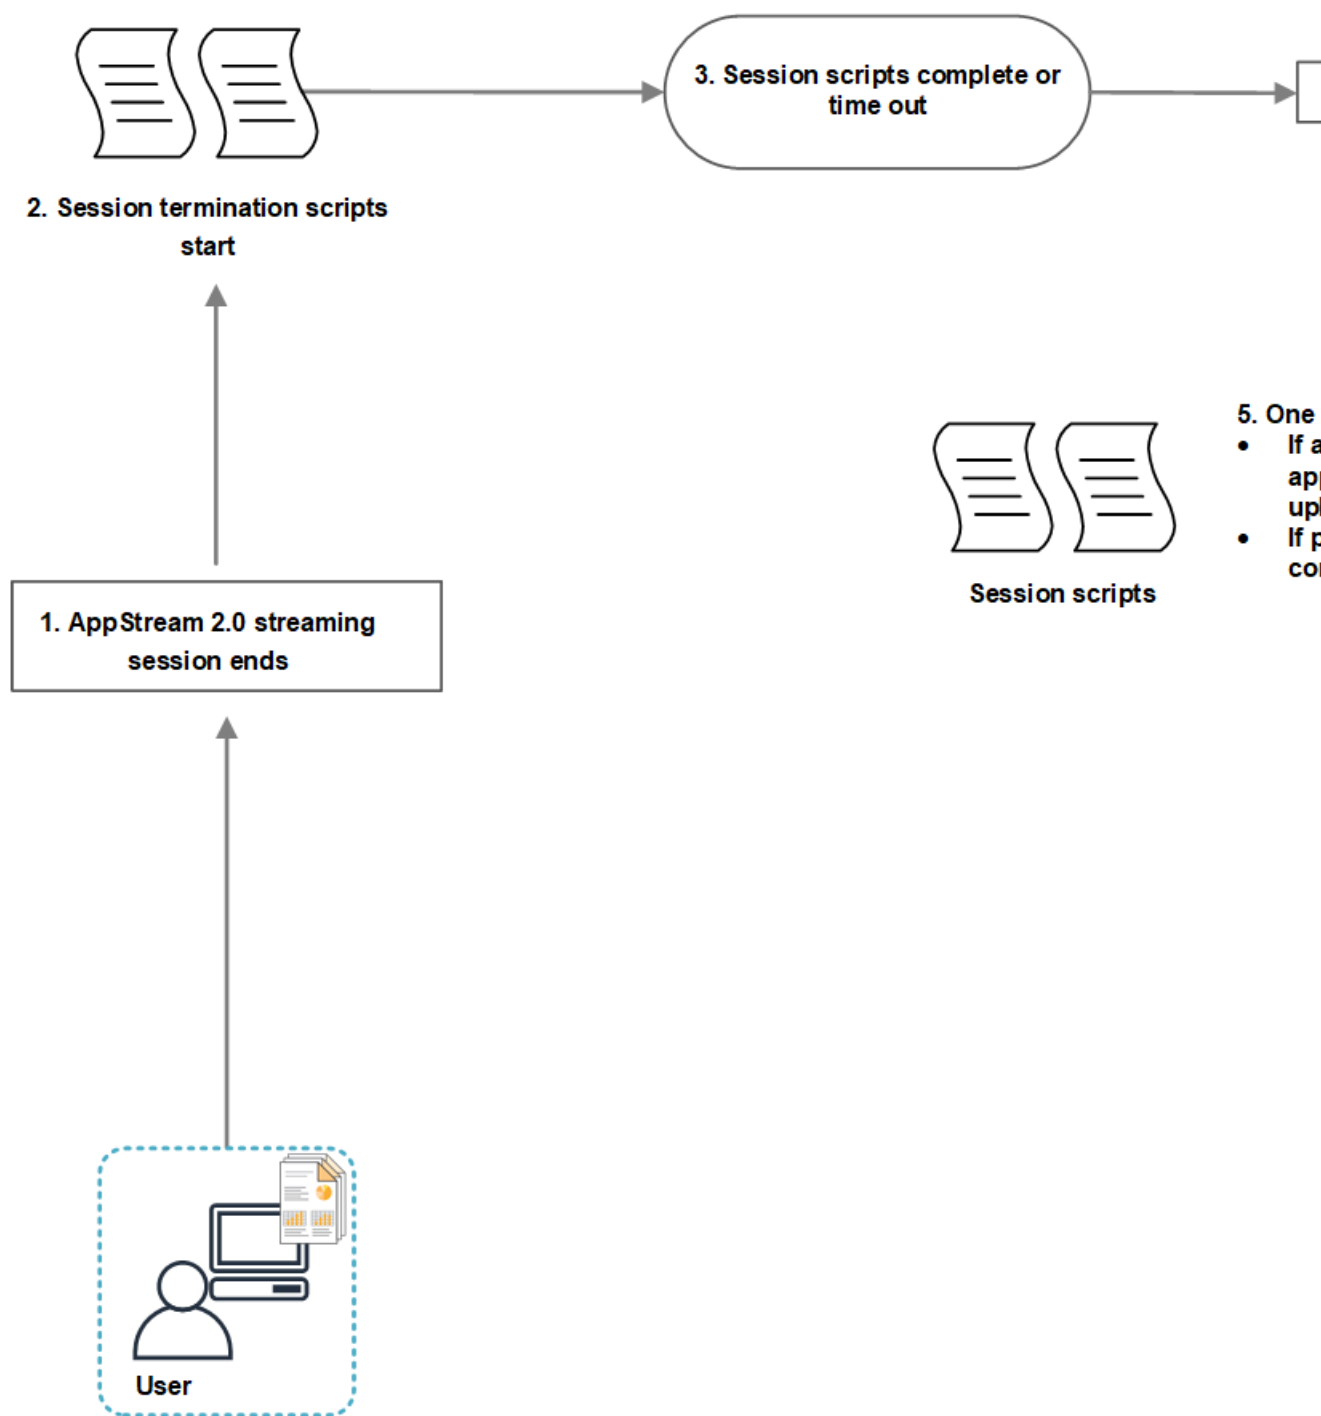 3. Session scripts complete or
time out
2. Session termination scripts
start
5. One
If
Session scripts
1. AppStream 2.0 streaming
session ends
User